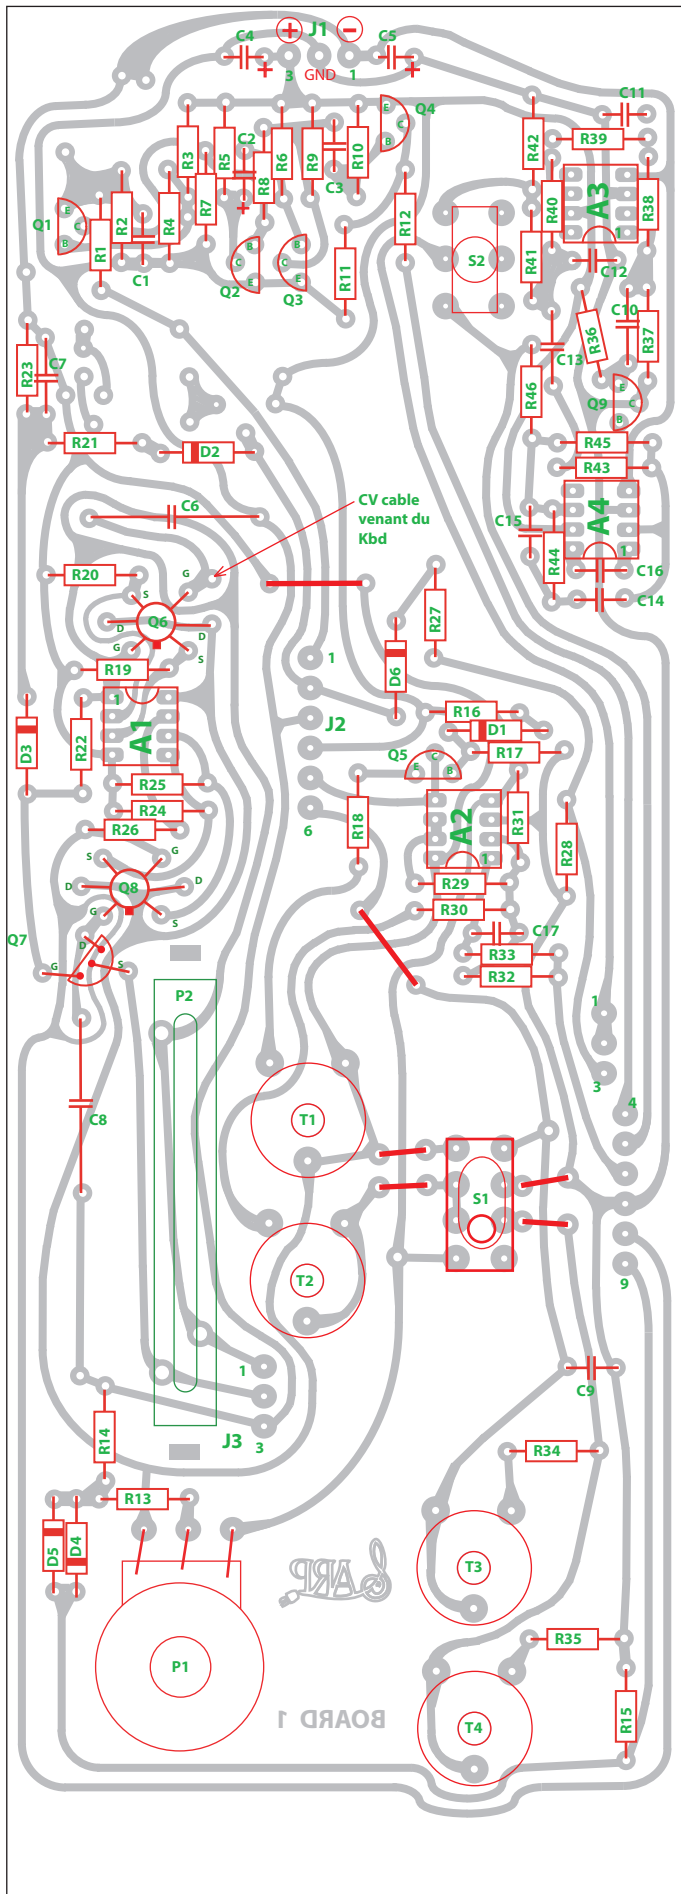 J1
C4
+
-
C5
+
3
GND
1
+
C11
Q4
E
C
B
R3
R5
C2
R8
R6
R9
C3
R10
R42
R39
R7
+
R2
R4
R12
R40
A3
R38
1
Q1
E
C
B
R1
C1
Q2
B
C
E
Q3
B
C
E
R11
S2
R41
C12
C10
R36
R37
C13
R23
C7
R46
Q9
E
C
B
R21
D2
R45
R43
C6
CV cable
venant du
Kbd
A4
1
C15
R44
C16
C14
R20
G
S
Q6
D
D
G
S
R27
R19
1
D6
1
A1
J2
R16
D1
R17
D3
R22
Q5
E
C
B
R25
R24
R26
6
R18
A2
1
R31
R28
S
G
D
Q8
D
G
S
R29
R30
C17
R33
R32
Q7
D
G
S
P2
1
3
4
C8
T1
S1
T2
9
1
J3
3
C9
R14
R34
R13
D5
D4
ARP
T3
R35
P1
BOARD 1
T4
R15